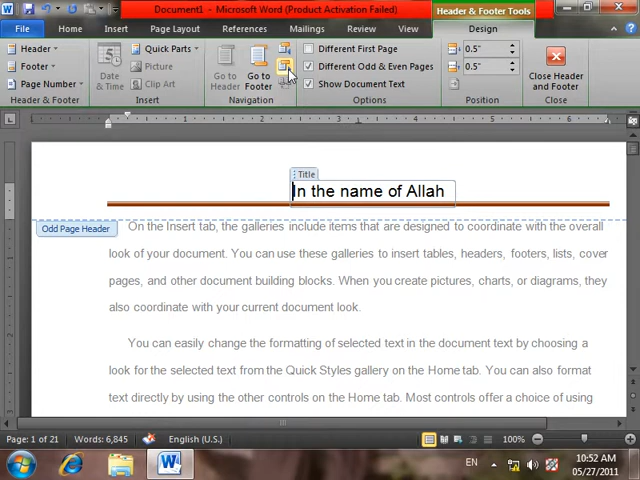 Document1 - Microsoft Word (Product Activation Failed)
Header & Footer Tools
File Home Insert Page Layout References Mailings Review View Design
Header
Footer
Page Number
Header & Footer
Date & Time
Quick Parts
Picture
Clip Art
Insert
Go to Header
Go to Footer
Navigation
Different First Page
Different Odd & Even Pages
Show Document Text
Options
0.5"
0.5"
Position
Close Header and Footer
Close
Title
In the name of Allah
Odd Page Header
On the Insert tab, the galleries include items that are designed to coordinate with the overall
look of your document. You can use these galleries to insert tables, headers, footers, lists, cover
pages, and other document building blocks. When you create pictures, charts, or diagrams, they
also coordinate with your current document look.
You can easily change the formatting of selected text in the document text by choosing a
look for the selected text from the Quick Styles gallery on the Home tab. You can also format
text directly by using the other controls on the Home tab. Most controls offer a choice of using
Page: 1 of 21 Words: 6,845 English (U.S.) 100%
EN
10:52 AM
05/27/2011